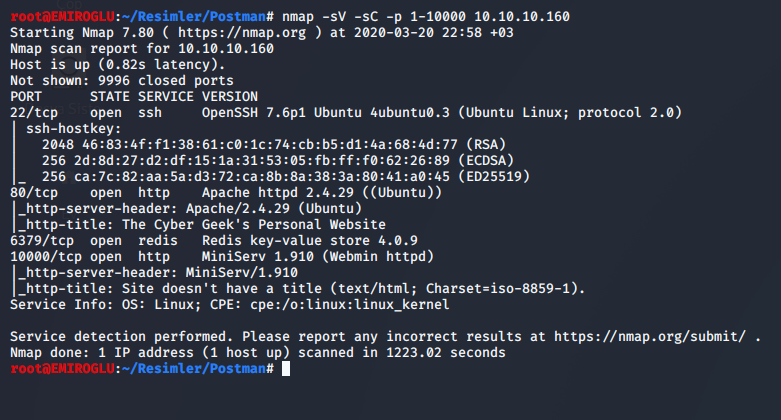 root@EMIROGLU:~/Resimler/Postman# nmap -sV -sC -p 1-10000 10.10.10.160
Starting Nmap 7.80 ( https://nmap.org ) at 2020-03-20 22:58 +03
Nmap scan report for 10.10.10.160
Host is up (0.82s latency).
Not shown: 9996 closed ports
PORT      STATE SERVICE VERSION
22/tcp    open  ssh     OpenSSH 7.6p1 Ubuntu 4ubuntu0.3 (Ubuntu Linux; protocol 2.0)
| ssh-hostkey:
|   2048 46:83:4f:f1:38:61:c0:1c:74:cb:b5:d1:4a:68:4d:77 (RSA)
|   256 2d:8d:27:d2:df:15:1a:31:53:05:fb:ff:f0:62:26:89 (ECDSA)
|_  256 ca:7c:82:aa:5a:d3:72:ca:8b:8a:38:3a:80:41:a0:45 (ED25519)
80/tcp    open  http    Apache httpd 2.4.29 ((Ubuntu))
|_http-server-header: Apache/2.4.29 (Ubuntu)
|_http-title: The Cyber Geek's Personal Website
6379/tcp  open  redis   Redis key-value store 4.0.9
10000/tcp open  http    MiniServ 1.910 (Webmin httpd)
|_http-server-header: MiniServ/1.910
|_http-title: Site doesn't have a title (text/html; Charset=iso-8859-1).
Service Info: OS: Linux; CPE: cpe:/o:linux:linux_kernel

Service detection performed. Please report any incorrect results at https://nmap.org/submit/ .
Nmap done: 1 IP address (1 host up) scanned in 1223.02 seconds
root@EMIROGLU:~/Resimler/Postman#